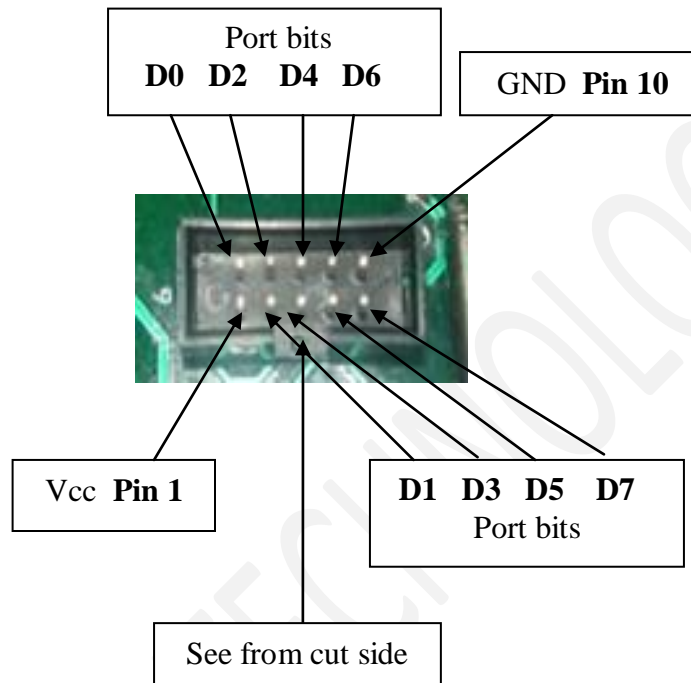 Port bits
D0 D2 D4 D6
GND Pin 10
Vcc Pin 1
D1 D3 D5 D7
Port bits
See from cut side